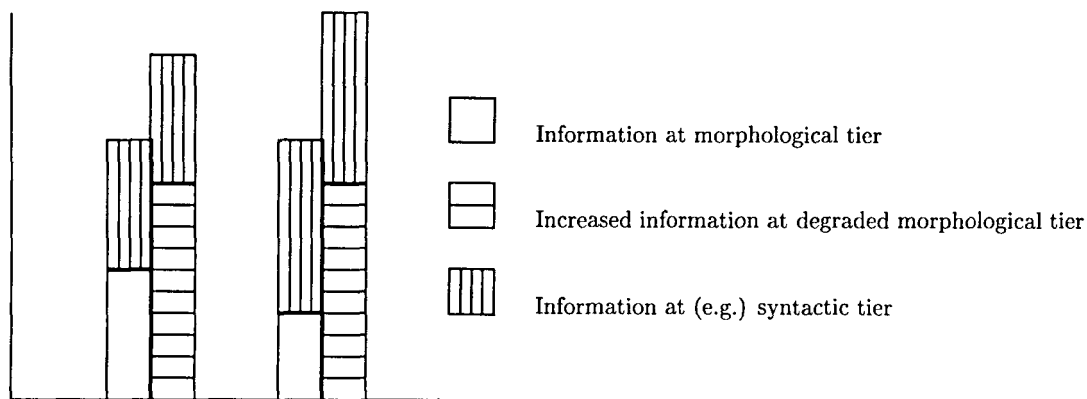 Information at morphological tier
Increased information at degraded morphological tier
Information at (e.g.) syntactic tier